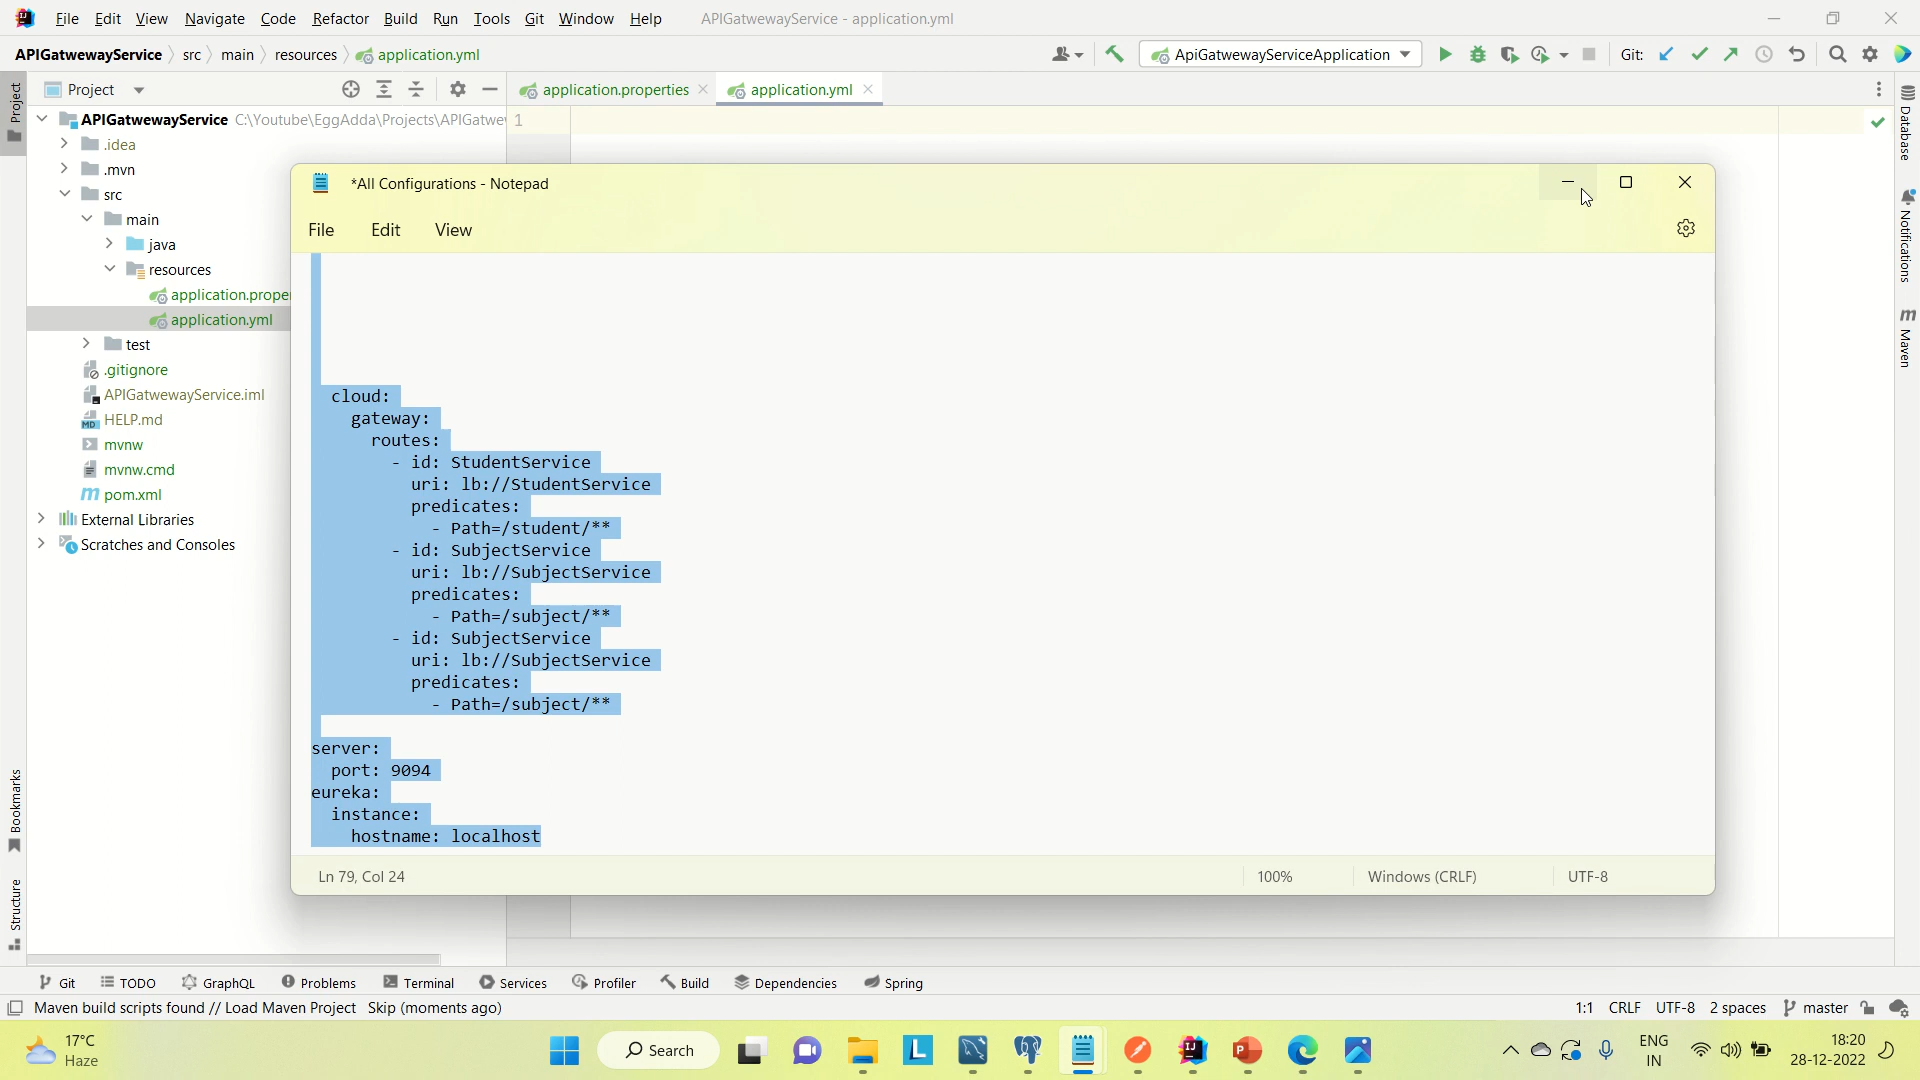 File Edit View Navigate Code Refactor Build Run Tools Git Window Help APIGatwewayService - application.yml
APIGatwewayService src main resources application.yml ApiGatwewayServiceApplication Git:
Project application.properties application.yml
APIGatwewayService C:\Youtube\EggAdda\Projects\APIGatwe 1
.idea
.mvn
src
main
java
resources
application.prope
application.yml
test
.gitignore
APIGatwewayService.iml
HELP.md
mvnw
mvnw.cmd
pom.xml
External Libraries
Scratches and Consoles
Project
Bookmarks
Structure
*All Configurations - Notepad
File Edit View
cloud:
gateway:
routes:
- id: StudentService
uri: lb://StudentService
predicates:
- Path=/student/**
- id: SubjectService
uri: lb://SubjectService
predicates:
- Path=/subject/**
- id: SubjectService
uri: lb://SubjectService
predicates:
- Path=/subject/**
server:
port: 9094
eureka:
instance:
hostname: localhost
Ln 79, Col 24 100% Windows (CRLF) UTF-8
Database
Notifications
Maven
Git TODO GraphQL Problems Terminal Services Profiler Build Dependencies Spring
Maven build scripts found // Load Maven Project Skip (moments ago) 1:1 CRLF UTF-8 2 spaces master
17°C
Haze
Search
ENG
IN
18:20
28-12-2022